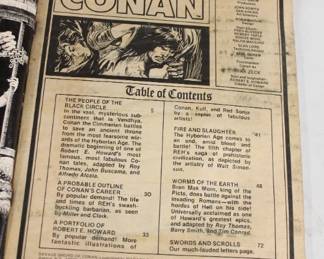 CONAN
Table of Contents
THE PEOPLE OF THE
BLACK CIRCLE 5
In the vast, mysterious sub-
continent that is Vendhya,
Conan the Cimmerian battles
to save an ancient throne
from the most fearsome wiz-
ards of the Hyborian Age. The
dramatic beginning of one of
Robert E. Howard's most
famous, most fabulous Co-
nan tales, adapted by Roy
Thomas, John Buscema, and
Alfredo Alcala.
A PROBABLE OUTLINE
OF CONAN'S CAREER 30
By popular demand! The life
and times of REH's swash-
buckling barbarian, as seen
by Miller and Clark.
A PORTFOLIO OF
ROBERT E. HOWARD 33
By popular demand! More
fantastic illustrations of
Conan, Kull, and Red Sonja
by a copies of fabulous
artists!
FIRE AND SLAUGHTER 41
The Hyborian Age comes to
an end, amid blood and
battle! The fifth chapter of
REH's saga of prehistoric
civilization, as depicted
by artistry of Walt Simon-
son.
WORMS OF THE EARTH 48
Bran Mak Morn, king of the
Picts, does battle against the
invading Romans—with the
hordes of Hell on his side!
Universally acclaimed as one
of Howard's greatest epics,
and adapted by Roy Thomas,
Barry Smith, and Tim Conrad.
SWORDS AND SCROLLS 72
Our much-lauded letters page.